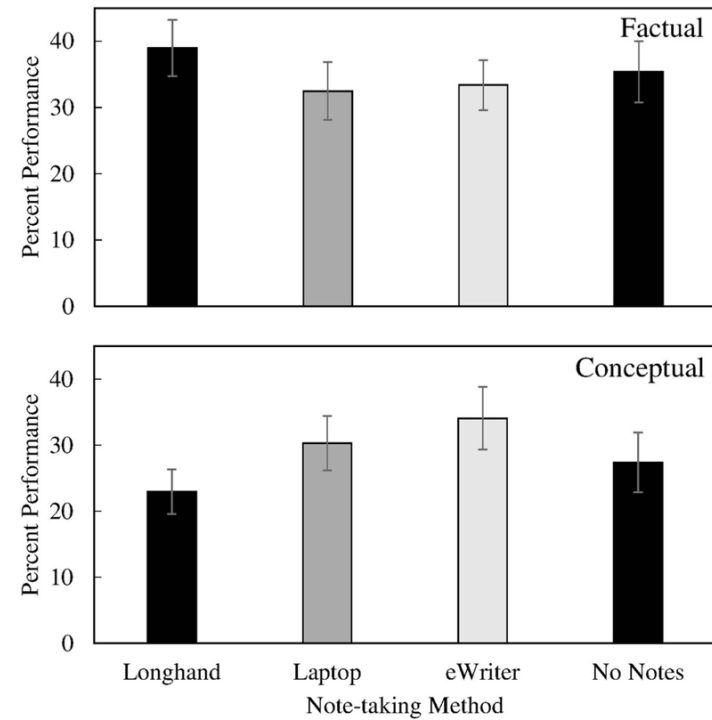 Factual
Percent Performance
40
30
20
10
0
Conceptual
Percent Performance
40
30
20
10
0
Longhand Laptop eWriter No Notes
Note-taking Method